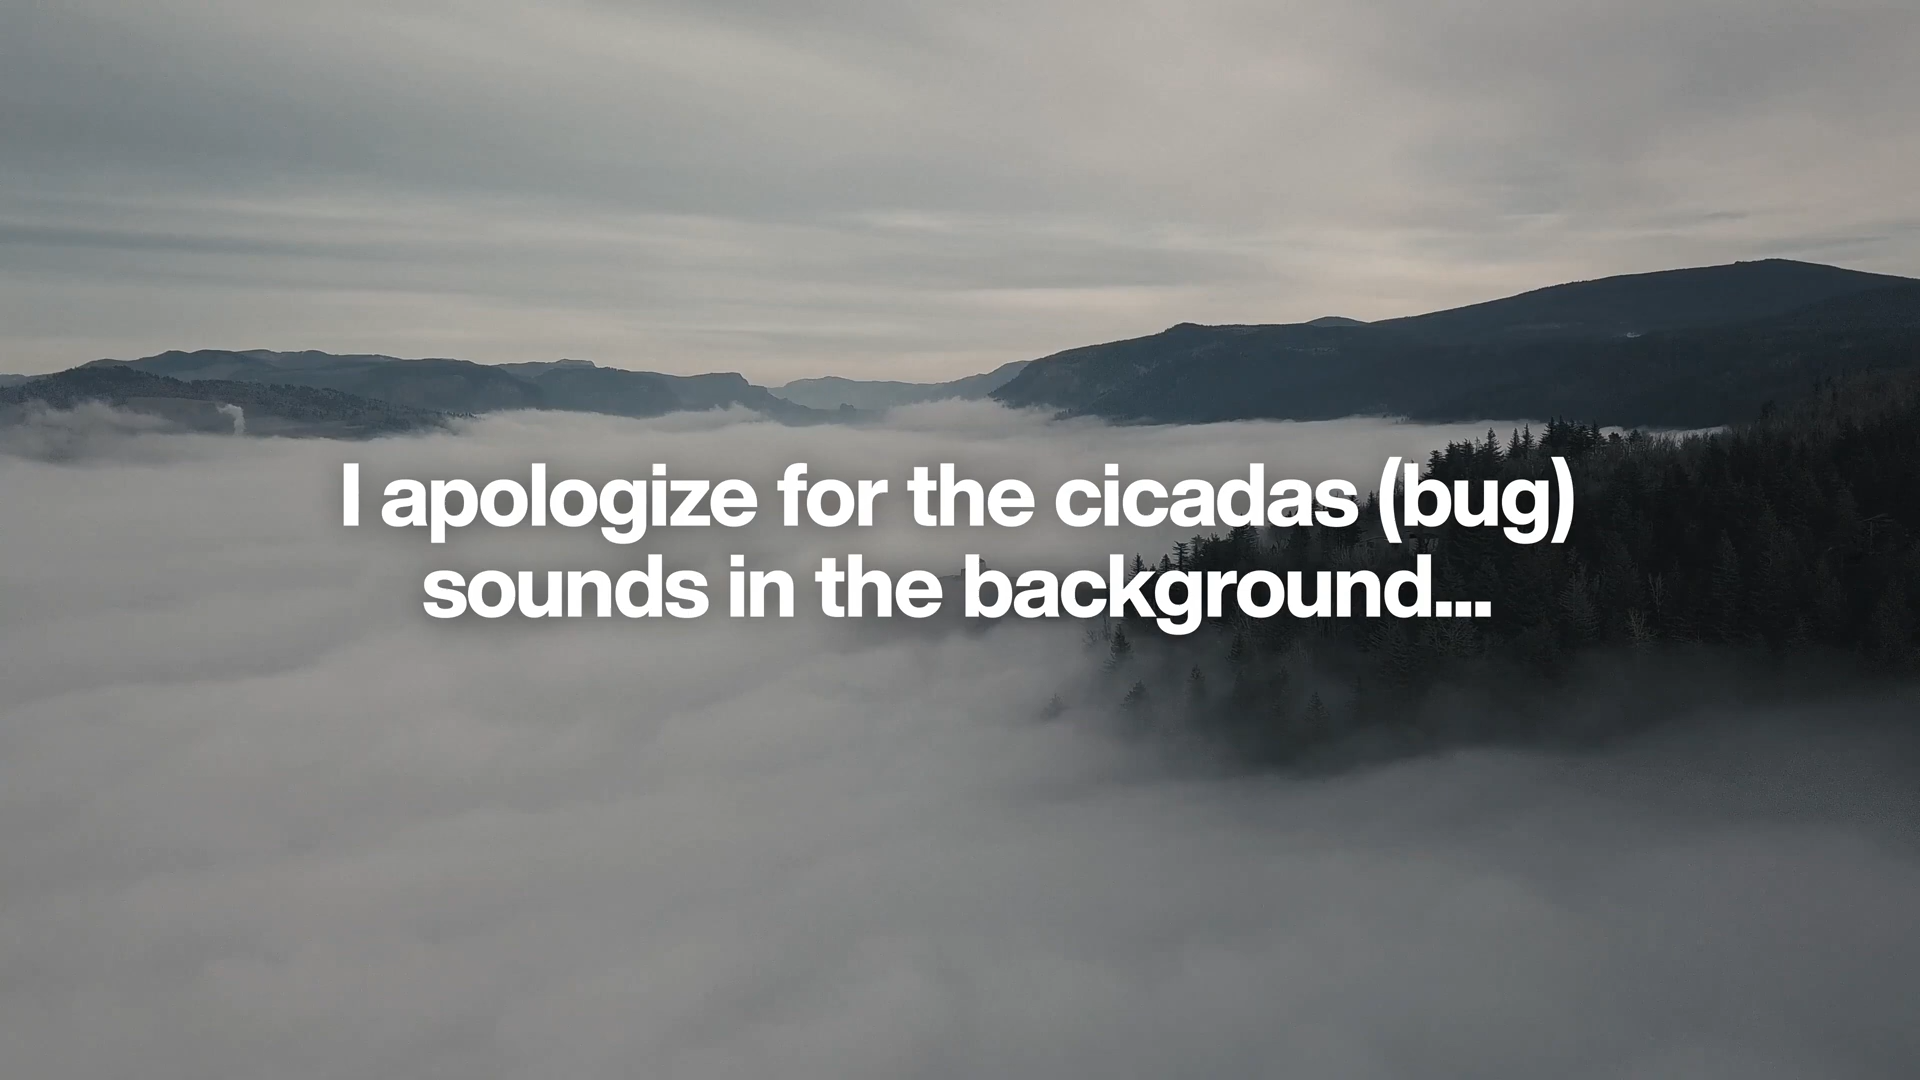 I apologize for the cicadas (bug)
sounds in the background...